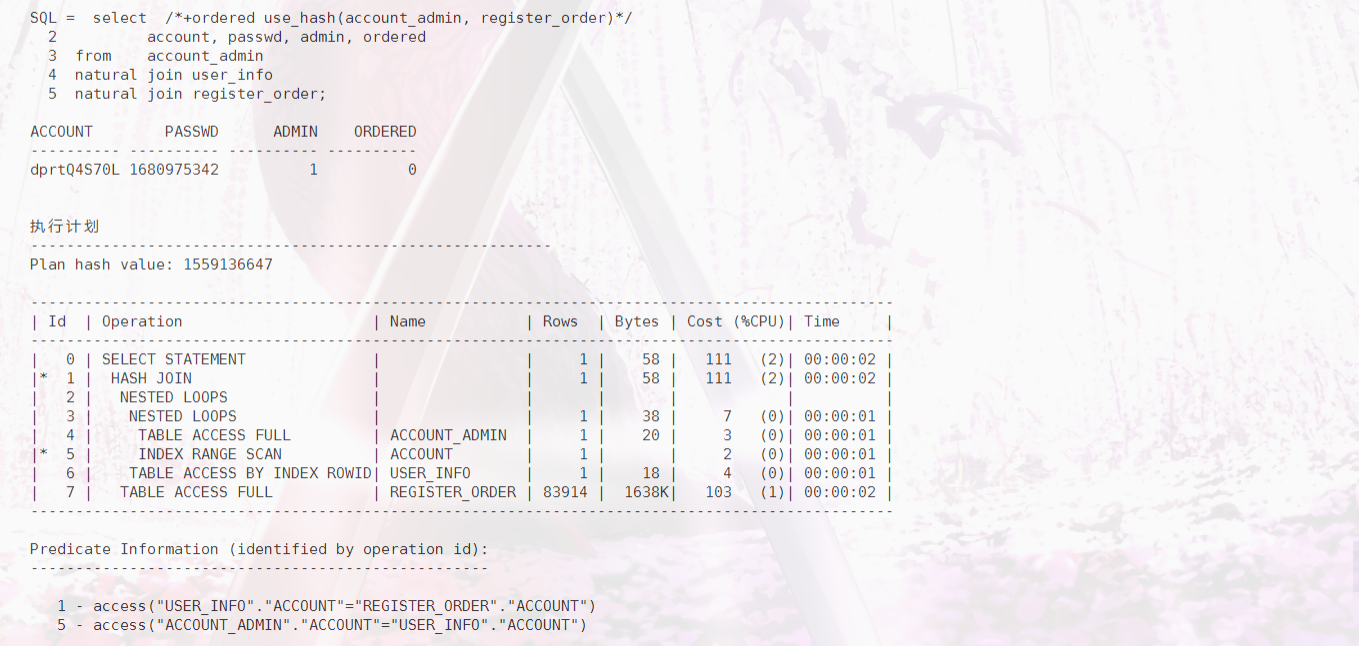 SQL =  select  /*+ordered use_hash(account_admin, register_order)*/
  2          account, passwd, admin, ordered
  3  from    account_admin
  4  natural join user_info
  5  natural join register_order;
ACCOUNT        PASSWD      ADMIN    ORDERED
---------- ---------- ---------- ----------
dprtQ4S70L 1680975342          1          0
执行计划
----------------------------------------------------------
Plan hash value: 1559136647
------------------------------------------------------------------------------------------------
| Id  | Operation                     | Name           | Rows  | Bytes | Cost (%CPU)| Time     |
------------------------------------------------------------------------------------------------
|   0 | SELECT STATEMENT              |                |     1 |    58 |   111   (2)| 00:00:02 |
|*  1 |  HASH JOIN                    |                |     1 |    58 |   111   (2)| 00:00:02 |
|   2 |   NESTED LOOPS                |                |       |       |            |          |
|   3 |    NESTED LOOPS               |                |     1 |    38 |     7   (0)| 00:00:01 |
|   4 |     TABLE ACCESS FULL         | ACCOUNT_ADMIN  |     1 |    20 |     3   (0)| 00:00:01 |
|*  5 |     INDEX RANGE SCAN          | ACCOUNT        |     1 |       |     2   (0)| 00:00:01 |
|   6 |    TABLE ACCESS BY INDEX ROWID| USER_INFO      |     1 |    18 |     4   (0)| 00:00:01 |
|   7 |   TABLE ACCESS FULL           | REGISTER_ORDER | 83914 |  1638K|   103   (1)| 00:00:02 |
------------------------------------------------------------------------------------------------
Predicate Information (identified by operation id):
---------------------------------------------------
   1 - access("USER_INFO"."ACCOUNT"="REGISTER_ORDER"."ACCOUNT")
   5 - access("ACCOUNT_ADMIN"."ACCOUNT"="USER_INFO"."ACCOUNT")